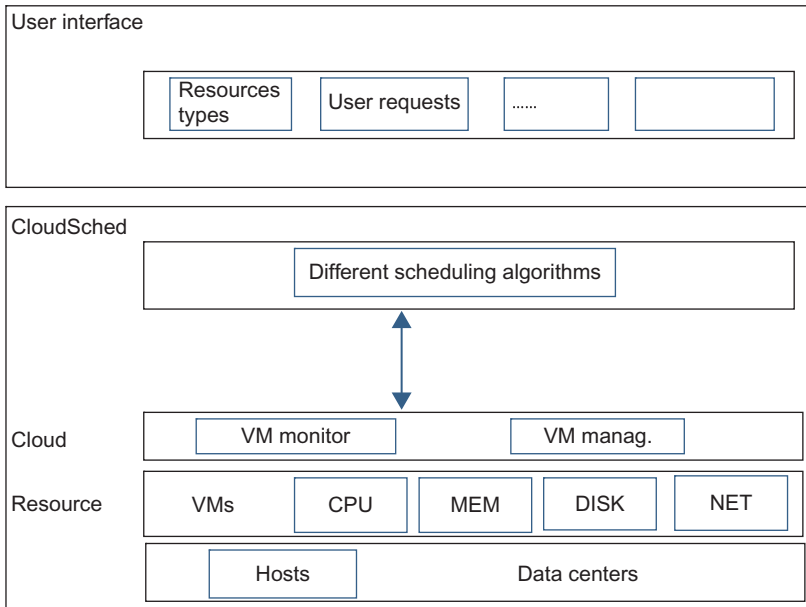 User interface
Resources
types
User requests
......
CloudSched
Different scheduling algorithms
Cloud
VM monitor
VM manag.
Resource
VMs
CPU
MEM
DISK
NET
Hosts
Data centers